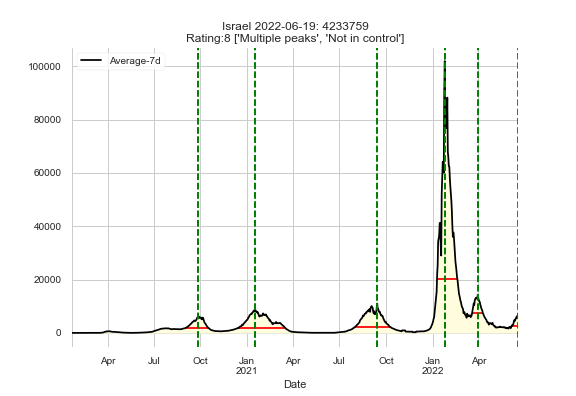 Israel 2022-06-19: 4233759
Rating:8 ['Multiple peaks', 'Not in control']
Average-7d
100000
80000
60000
40000
20000
0
Apr Jul Oct Jan Apr Jul Oct Jan Apr
2021 2022
Date